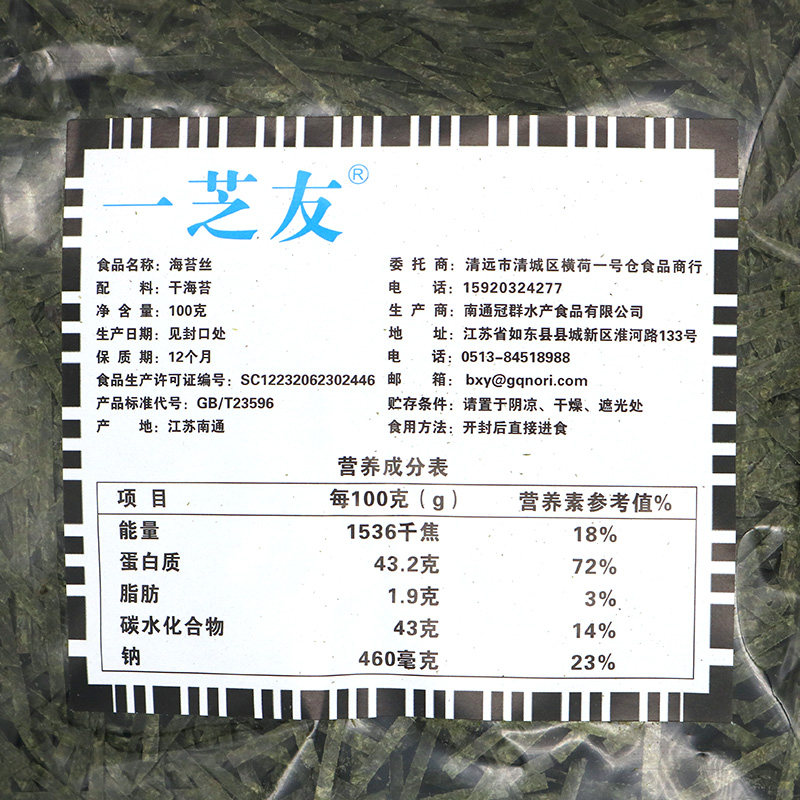 一芝友®
食品名称：海苔丝
配 料：干海苔
净 含 量：100克
生产日期：见封口处
保 质 期：12个月
食品生产许可证编号：SC12232062302446
产品标准代号：GB/T23596
产 地：江苏南通
委 托 商：清远市清城区横荷一号仓食品商行
电 话：15920324277
生 产 商：南通冠群水产食品有限公司
地 址：江苏省如东县县城新区淮河路133号
电 话：0513-84518988
邮 箱：bxy@gqnori.com
贮存条件：请置于阴凉、干燥、遮光处
食用方法：开封后直接进食
营养成分表
项 目 每100克（g） 营养素参考值%
能量 1536千焦 18%
蛋白质 43.2克 72%
脂肪 1.9克 3%
碳水化合物 43克 14%
钠 460毫克 23%